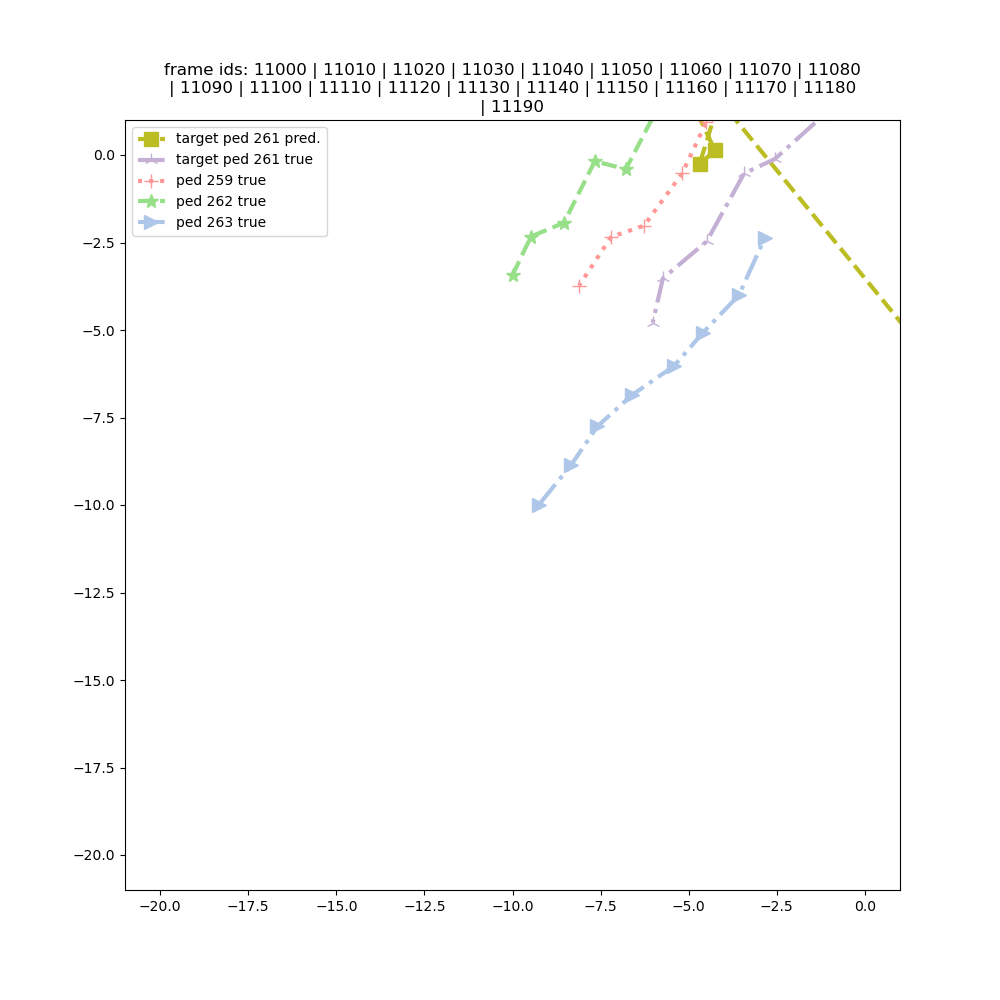 frame ids: 11000 | 11010 | 11020 | 11030 | 11040 | 11050 | 11060 | 11070 | 11080
| 11090 | 11100 | 11110 | 11120 | 11130 | 11140 | 11150 | 11160 | 11170 | 11180
| 11190
target ped 261 pred.
target ped 261 true
ped 259 true
ped 262 true
ped 263 true
0.0
−2.5
−5.0
−7.5
−10.0
−12.5
−15.0
−17.5
−20.0
−20.0 −17.5 −15.0 −12.5 −10.0 −7.5 −5.0 −2.5 0.0